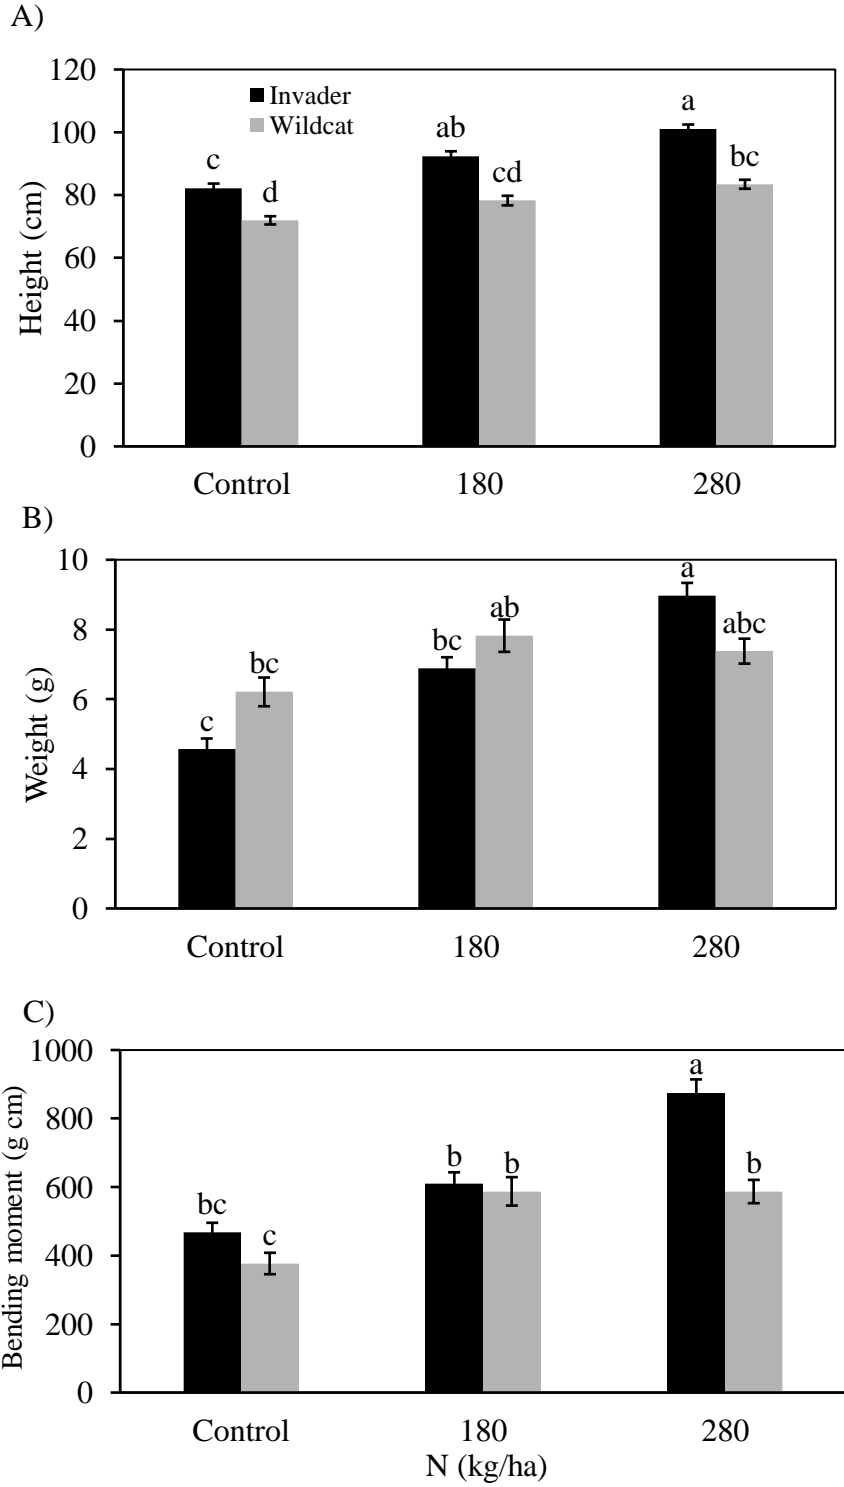 A)
Height (cm)
120
100
80
60
40
20
0
Invader
Wildcat
c
d
ab
cd
a
bc
Control 180 280
B)
Weight (g)
10
8
6
4
2
0
c
bc
bc
ab
a
abc
Control 180 280
C)
Bending moment (g cm)
1000
800
600
400
200
0
bc
c
b
b
a
b
Control 180 280
N (kg/ha)